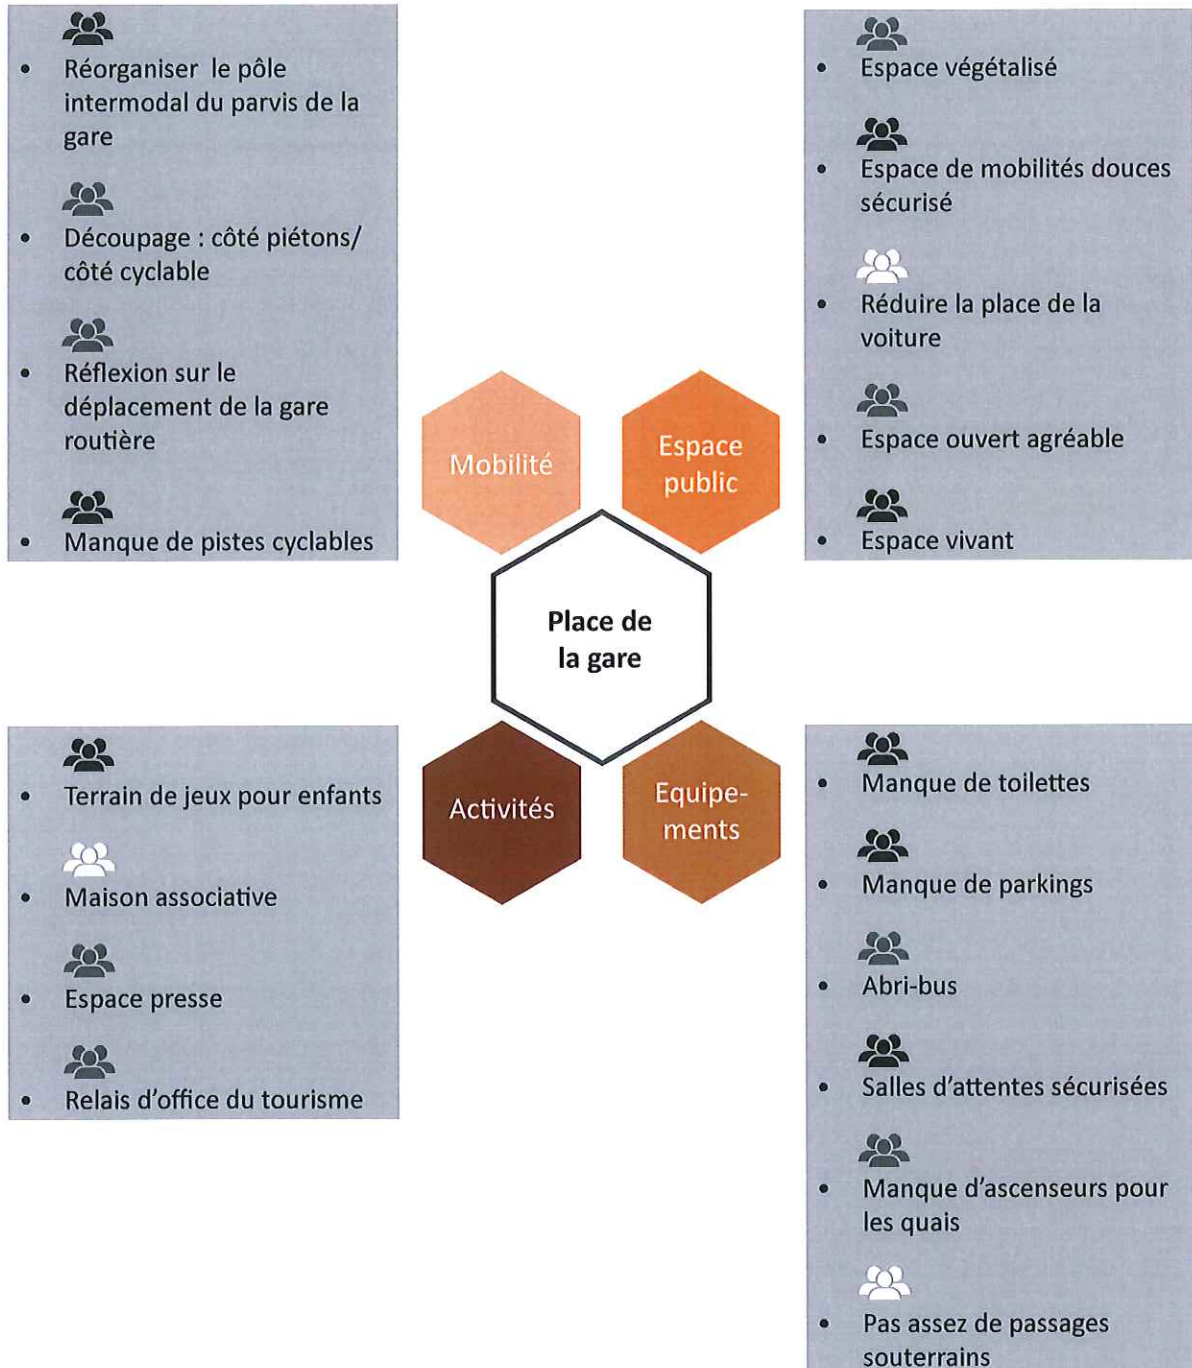 • Réorganiser le pôle
intermodal du parvis de la
gare
• Découpage : côté piétons/
côté cyclable
• Réflexion sur le
déplacement de la gare
routière
• Manque de pistes cyclables
• Espace végétalisé
• Espace de mobilités douces
sécurisé
• Réduire la place de la
voiture
• Espace ouvert agréable
• Espace vivant
Mobilité
Espace
public
Place de
la gare
Activités
Equipe-
ments
• Terrain de jeux pour enfants
• Maison associative
• Espace presse
• Relais d'office du tourisme
• Manque de toilettes
• Manque de parkings
• Abri-bus
• Salles d'attentes sécurisées
• Manque d'ascenseurs pour
les quais
• Pas assez de passages
souterrains